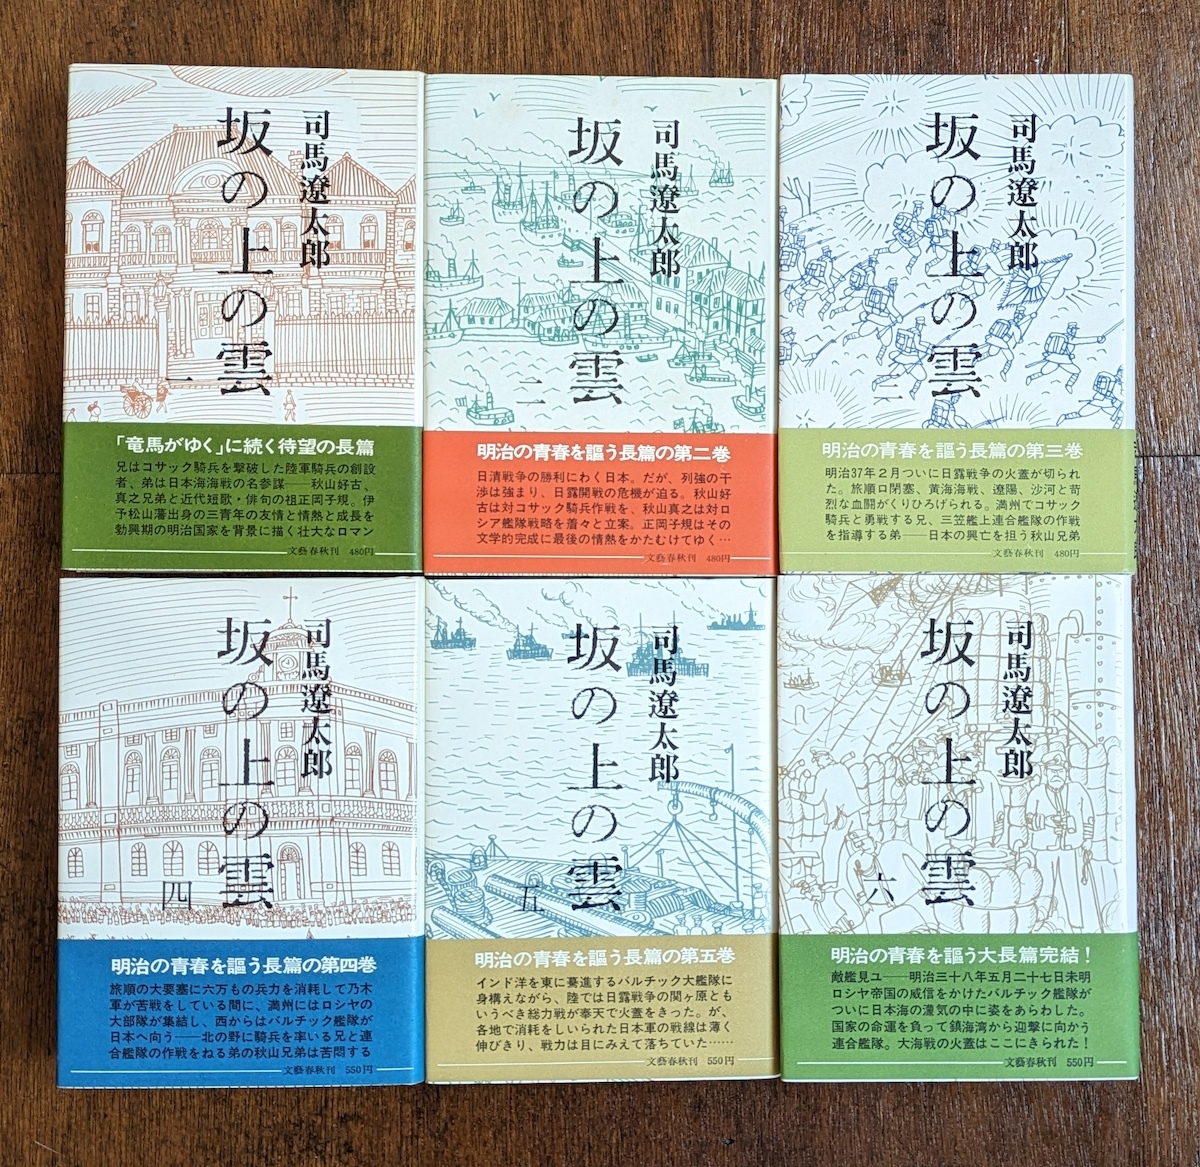 司馬遼太郎
坂の上の雲
一
「竜馬がゆく」に続く待望の長篇
兄はコサック騎兵を撃破した陸軍騎兵の創設
者、弟は日本海海戦の名参謀──秋山好古、
真之兄弟と近代短歌・俳句の祖正岡子規。伊
予松山藩出身の三青年の友情と情熱と成長を
勃興期の明治国家を背景に描く壮大なロマン
文藝春秋刊 480円
司馬遼太郎
坂の上の雲
二
明治の青春を謳う長篇の第二巻
日清戦争の勝利にわく日本。だが、列強の干
渉は強まり、日露開戦の危機が迫る。秋山好
古は対コサック騎兵作戦を、秋山真之は対ロ
シア艦隊戦略を着々と立案。正岡子規はその
文学的完成に最後の情熱をかたむけてゆく…
文藝春秋刊 480円
司馬遼太郎
坂の上の雲
三
明治の青春を謳う長篇の第三巻
明治37年2月ついに日露戦争の火蓋が切られ
た。旅順口閉塞、黄海海戦、遼陽、沙河と苛
烈な血闘がくりひろげられる。満州でコサック
騎兵と勇戦する兄、三笠艦上連合艦隊の作戦
を指導する弟──日本の興亡を担う秋山兄弟
文藝春秋刊 480円
司馬遼太郎
坂の上の雲
四
明治の青春を謳う長篇の第四巻
旅順の大要塞に六万もの兵力を消耗して乃木
軍が苦戦をしている間に、満州にはロシヤの
大部隊が集結し、西からはバルチック艦隊が
日本へ向う──北の野に騎兵を率いる兄と連
合艦隊の作戦をねる弟の秋山兄弟は苦悶する
文藝春秋刊 550円
司馬遼太郎
坂の上の雲
五
明治の青春を謳う長篇の第五巻
インド洋を東に驀進するバルチック大艦隊に
身構えながら、陸では日露戦争の関ヶ原とも
いうべき総力戦が奉天で火蓋をきった。が、
各地で消耗をしいられた日本軍の戦線は薄く
伸びきり、戦力は目にみえて落ちていた……
文藝春秋刊 550円
司馬遼太郎
坂の上の雲
六
明治の青春を謳う大長篇完結！
敵艦見ユ──明治三十八年五月二十七日未明
ロシヤ帝国の威信をかけたバルチック艦隊が
ついに日本海の濛気の中に姿をあらわした。
国家の命運を負って鎮海湾から迎撃に向かう
連合艦隊。大海戦の火蓋はここにきられた！
文藝春秋刊 550円